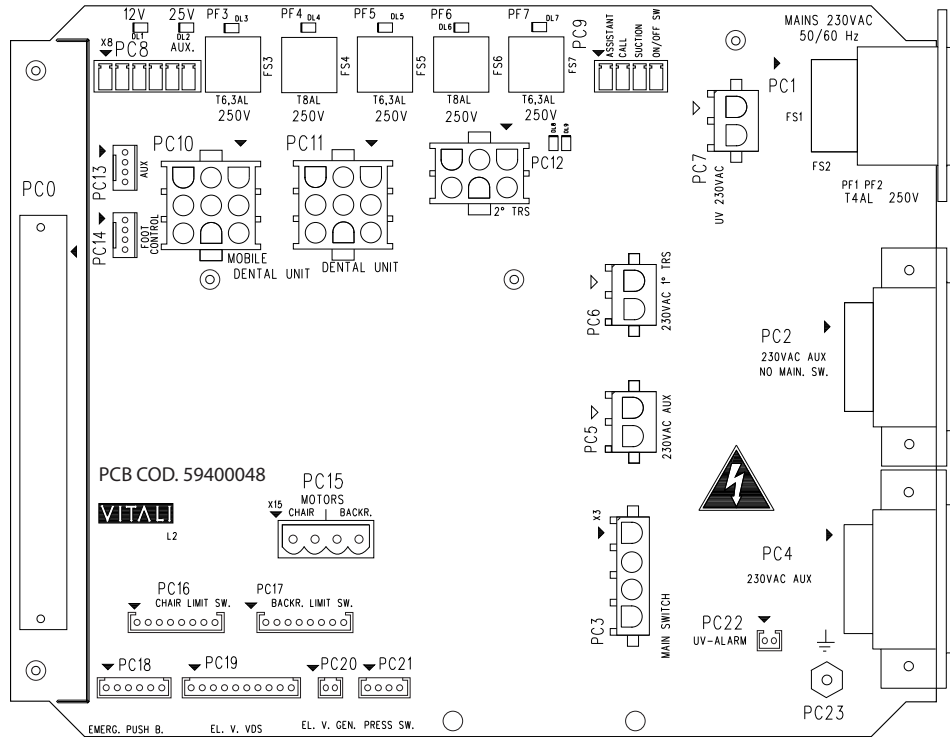 12V 25V PF3 PF4 PF5 PF6 PF7
DL1 DL2 DL3 DL4 DL5 DL6 DL7
X8 PC8 AUX.
FS3 FS4 FS5 FS6 FS7
T6,3AL T8AL T6,3AL T8AL T6,3AL
250V 250V 250V 250V 250V
PC9
ASSISTANT
CALL
SUCTION
ON/OFF SW
MAINS 230VAC
50/60 Hz
PC1
FS1
FS2
PF1 PF2
T4AL 250V
PC7
UV 230VAC
DL8 DL9
PC12
2° TRS
PC10
MOBILE
DENTAL UNIT
PC11
DENTAL UNIT
PC13
AUX
PC14
FOOT
CONTROL
PC0
PC6
230VAC 1° TRS
PC2
230VAC AUX
NO MAIN. SW.
PC5
230VAC AUX
PCB COD. 59400048
VITALI
L2
PC15
MOTORS
X15 CHAIR | BACKR.
X3
PC3
MAIN SWITCH
PC4
230VAC AUX
PC16
CHAIR LIMIT SW.
PC17
BACKR. LIMIT SW.
PC22
UV-ALARM
PC23
PC18 PC19 PC20 PC21
EMERG. PUSH B. EL. V. VDS EL. V. GEN. PRESS SW.